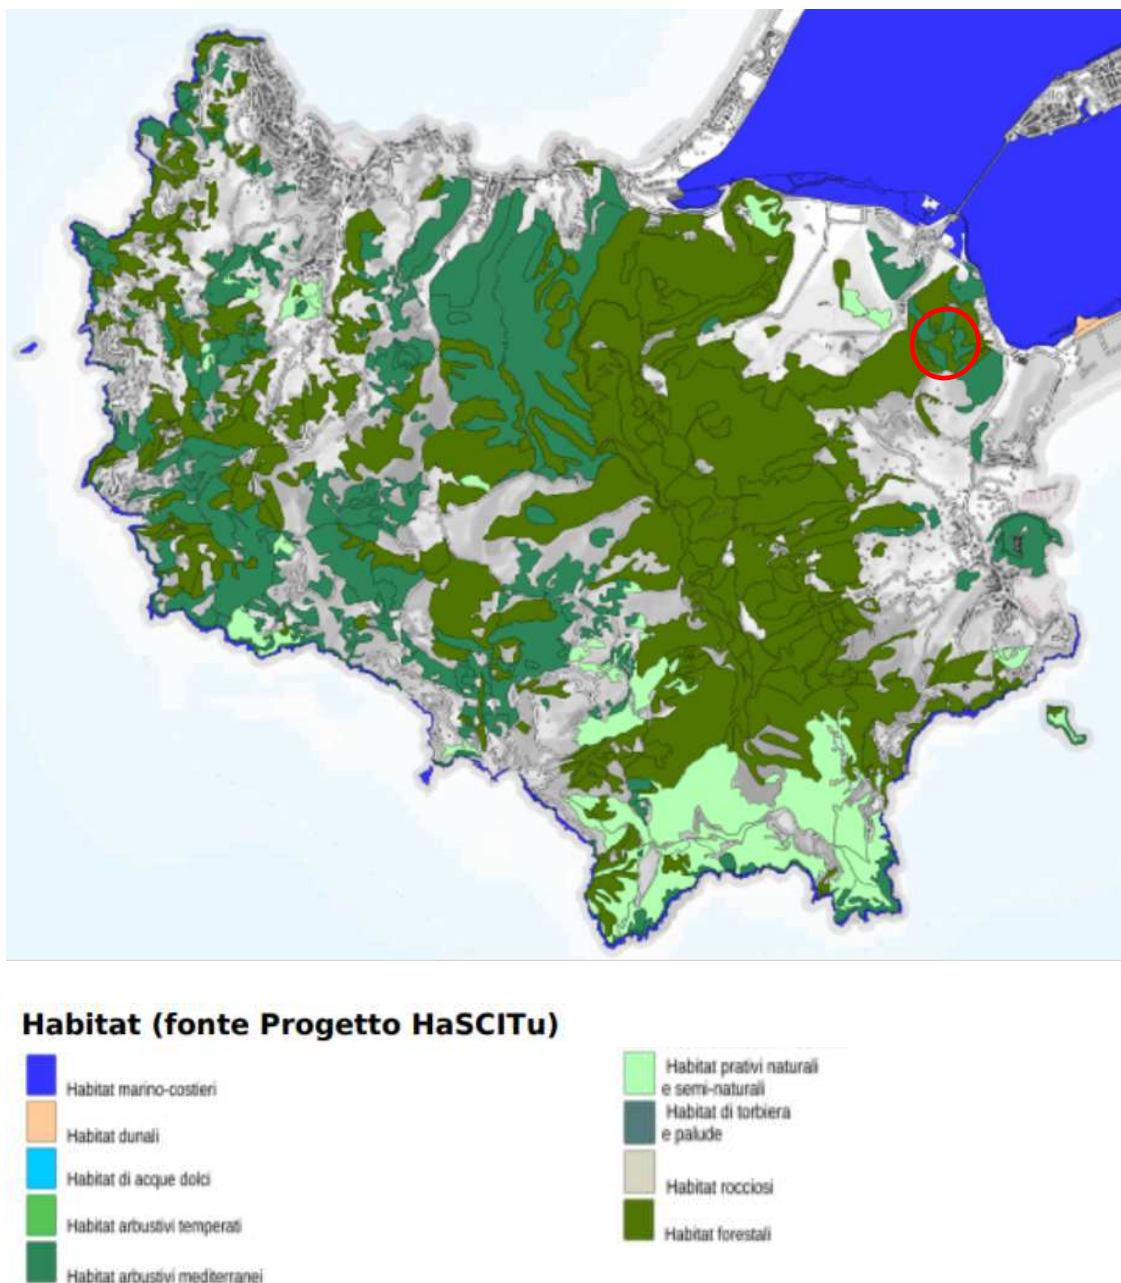 Habitat (fonte Progetto HaSCITu)
Habitat marino-costieri
Habitat dunali
Habitat di acque dolci
Habitat arbustivi temperati
Habitat arbustivi mediterranei
Habitat prativi naturali
e semi-naturali
Habitat di torbiera
e palude
Habitat rocciosi
Habitat forestali